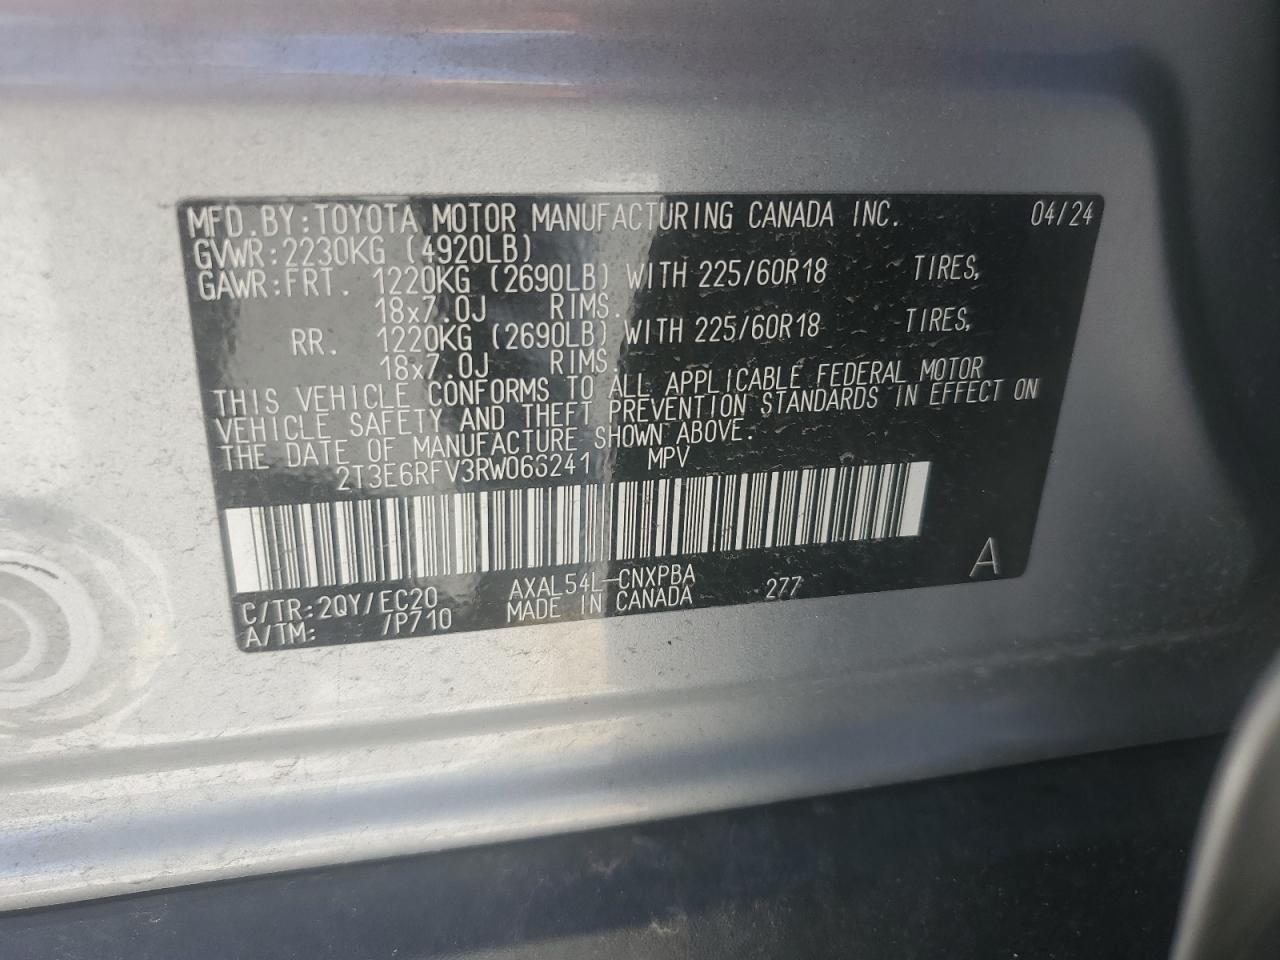 MFD.BY:TOYOTA MOTOR MANUFACTURING CANADA INC. 04/24
GVWR:2230KG (4920LB)
GAWR:FRT. 1220KG (2690LB) WITH 225/60R18 TIRES,
18x7.0J RIMS.
RR. 1220KG (2690LB) WITH 225/60R18 TIRES,
18x7.0J RIMS.
THIS VEHICLE CONFORMS TO ALL APPLICABLE FEDERAL MOTOR
VEHICLE SAFETY AND THEFT PREVENTION STANDARDS IN EFFECT ON
THE DATE OF MANUFACTURE SHOWN ABOVE.
2T3E6RFV3RW066241 MPV
C/TR:2QY/EC20 AXAL54L-CNXPBA 277 A
A/TM: /P710 MADE IN CANADA